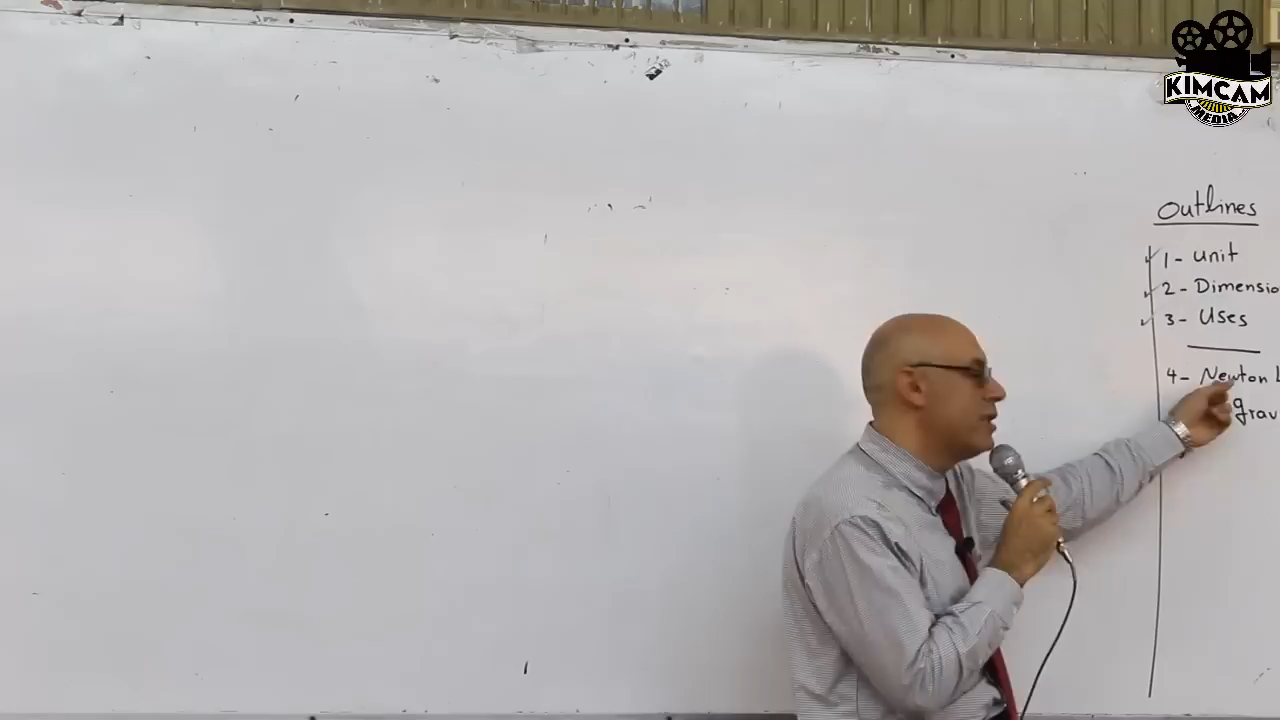 KIMCAM
MEDIA
Outlines
1- Unit
2- Dimensio
3- Uses
4- Newton L
grav